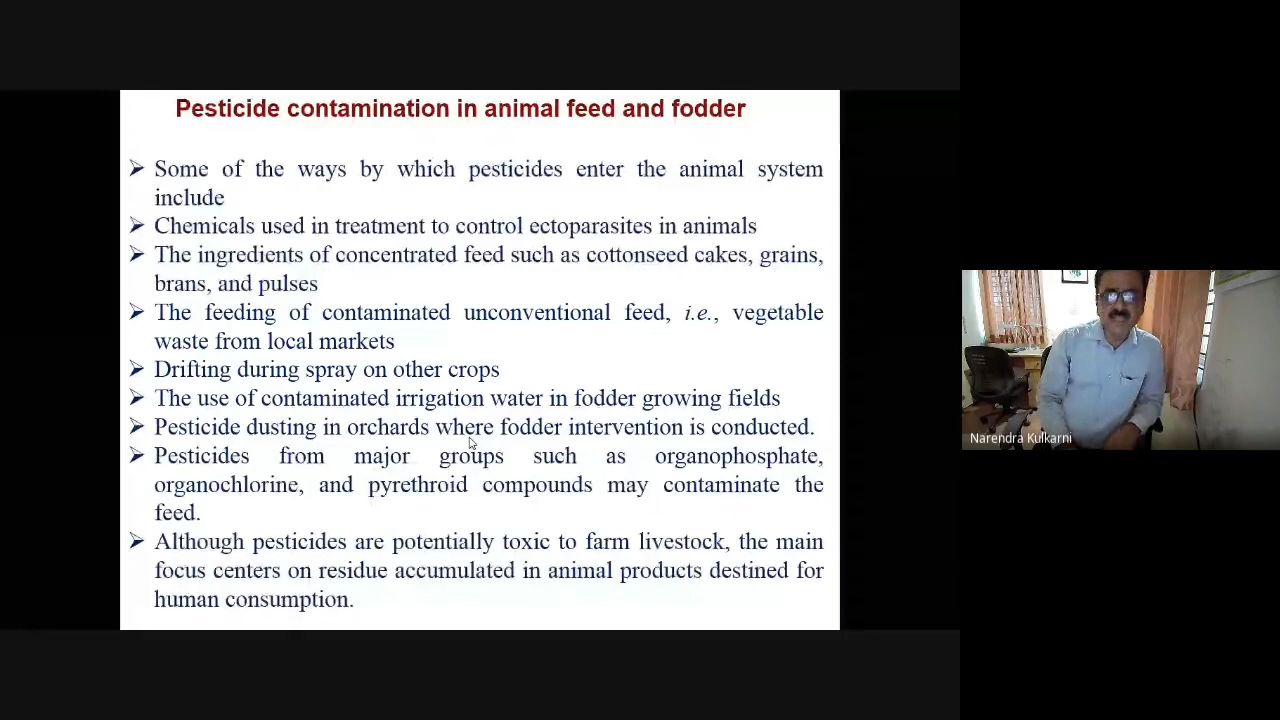 Pesticide contamination in animal feed and fodder
➢ Some of the ways by which pesticides enter the animal system
include
➢ Chemicals used in treatment to control ectoparasites in animals
➢ The ingredients of concentrated feed such as cottonseed cakes, grains,
brans, and pulses
➢ The feeding of contaminated unconventional feed, i.e., vegetable
waste from local markets
➢ Drifting during spray on other crops
➢ The use of contaminated irrigation water in fodder growing fields
➢ Pesticide dusting in orchards where fodder intervention is conducted.
➢ Pesticides from major groups such as organophosphate,
organochlorine, and pyrethroid compounds may contaminate the
feed.
➢ Although pesticides are potentially toxic to farm livestock, the main
focus centers on residue accumulated in animal products destined for
human consumption.
Narendra Kulkarni